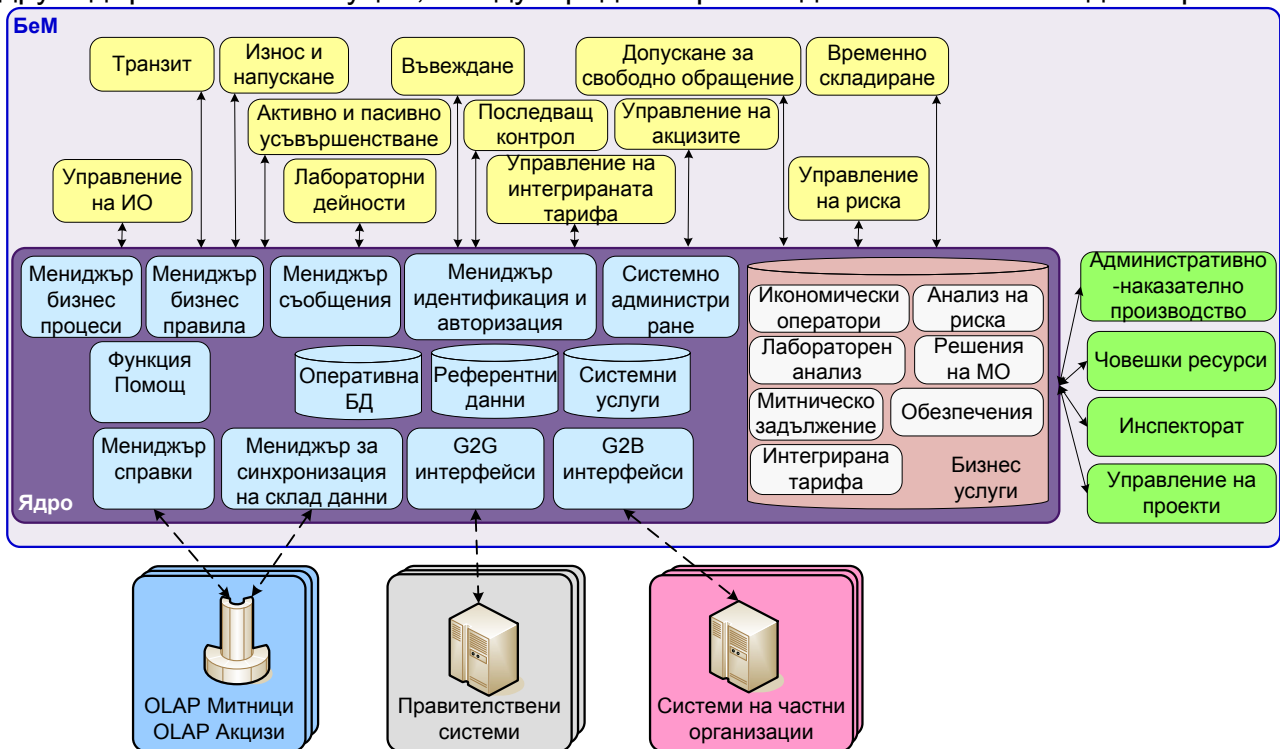 БеМ
Транзит
Износ и
напускане
Въвеждане
Допускане за
свободно обращение
Временно
складиране
Активно и пасивно
усъвършенстване
Последващ
контрол
Управление на
акцизите
Управление
на ИО
Лабораторни
дейности
Управление на
интегрираната
тарифа
Управление
на риска
Мениджър
бизнес
процеси
Мениджър
бизнес
правила
Мениджър
съобщения
Мениджър
идентификация и
авторизация
Системно
администри
ране
Функция
Помощ
Оперативна
БД
Референтни
данни
Системни
услуги
Мениджър
справки
Мениджър за
синхронизация
на склад данни
G2G
интерфейси
G2B
интерфейси
Ядро
Икономически
оператори
Анализ на
риска
Лабораторен
анализ
Решения
на МО
Митническо
задължение
Обезпечения
Интегрирана
тарифа
Бизнес
услуги
Административно
-наказателно
производство
Човешки ресурси
Инспекторат
Управление на
проекти
OLAP Митници
OLAP Акцизи
Правителствени
системи
Системи на частни
организации